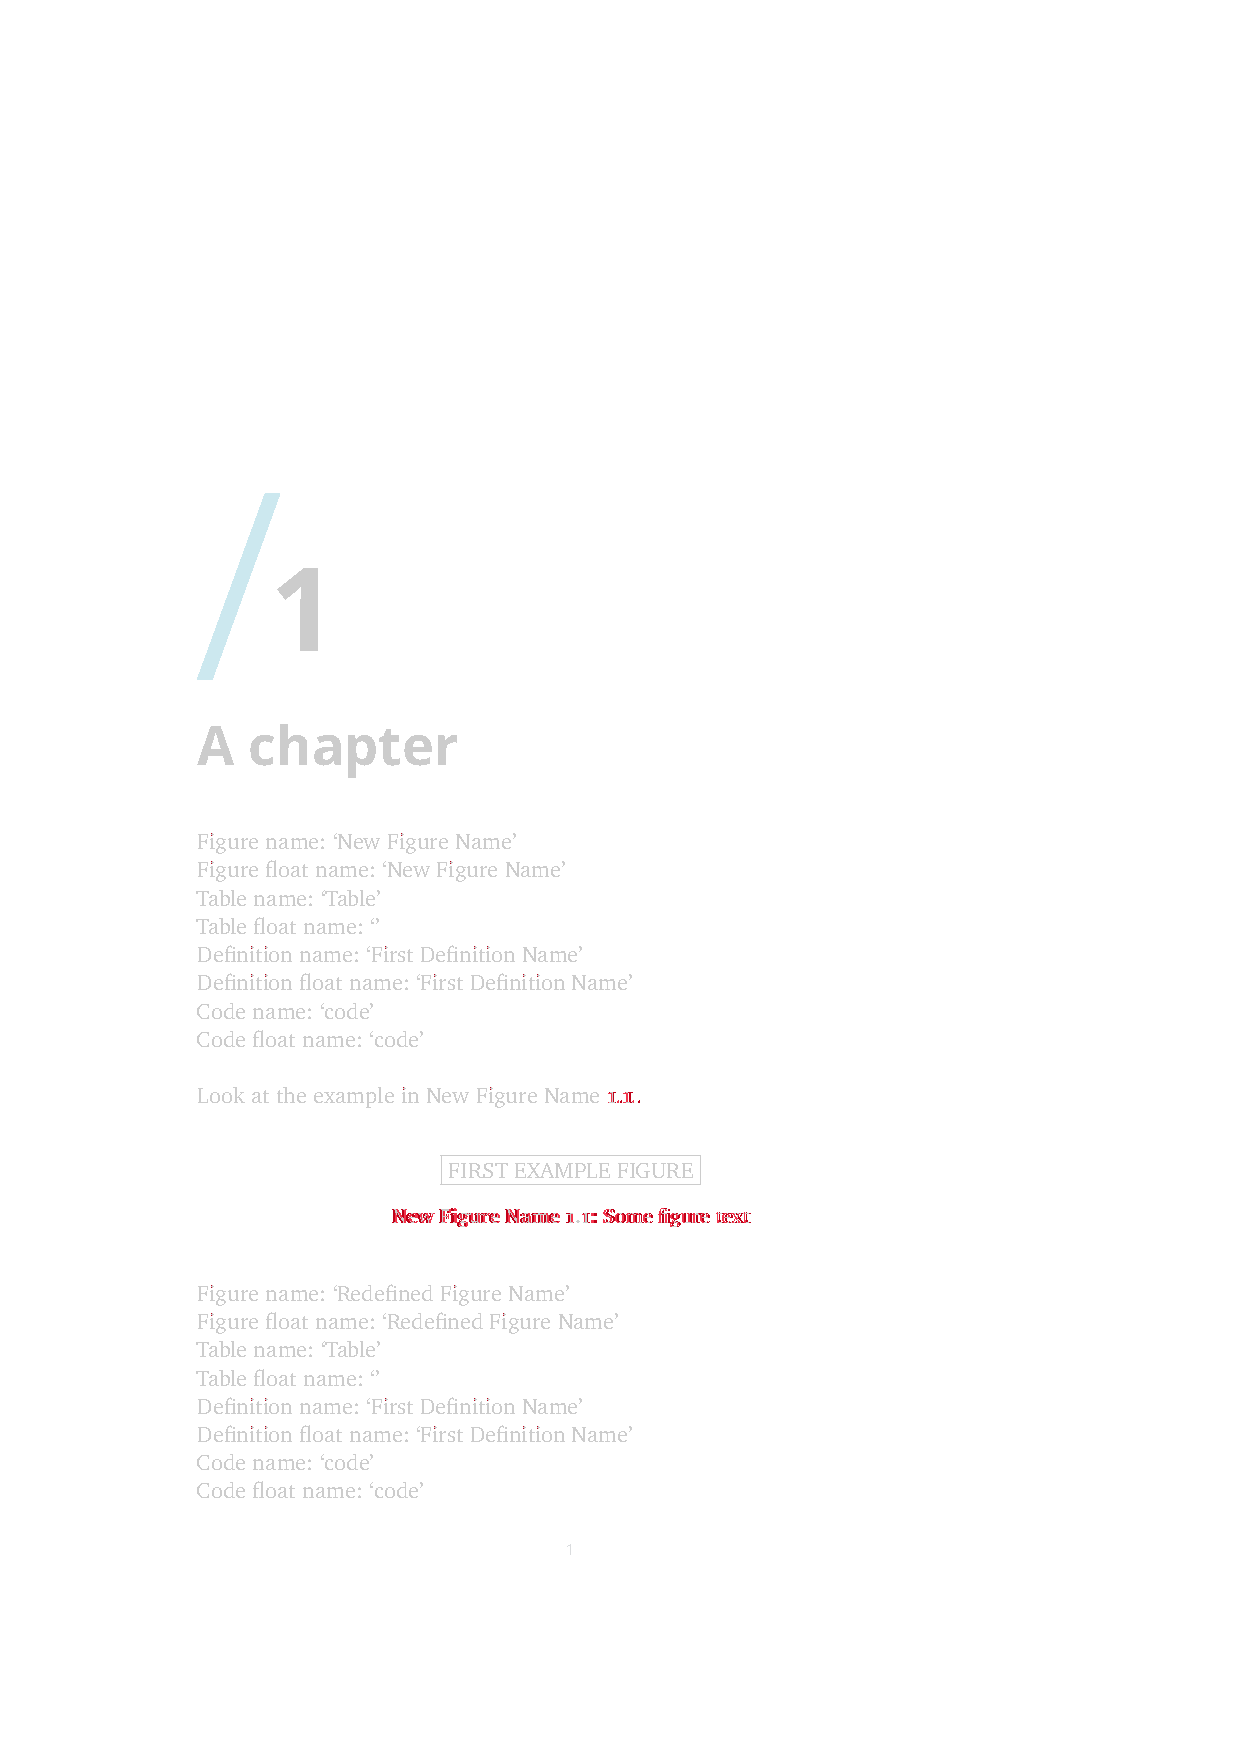 /1
A chapter
Figure name: ‘New Figure Name’
Figure float name: ‘New Figure Name’
Table name: ‘Table’
Table float name: ‘’
Definition name: ‘First Definition Name’
Definition float name: ‘First Definition Name’
Code name: ‘code’
Code float name: ‘code’
Look at the example in New Figure Name 1.1.
FIRST EXAMPLE FIGURE
New Figure Name 1.1: Some figure text
Figure name: ‘Redefined Figure Name’
Figure float name: ‘Redefined Figure Name’
Table name: ‘Table’
Table float name: ‘’
Definition name: ‘First Definition Name’
Definition float name: ‘First Definition Name’
Code name: ‘code’
Code float name: ‘code’
1